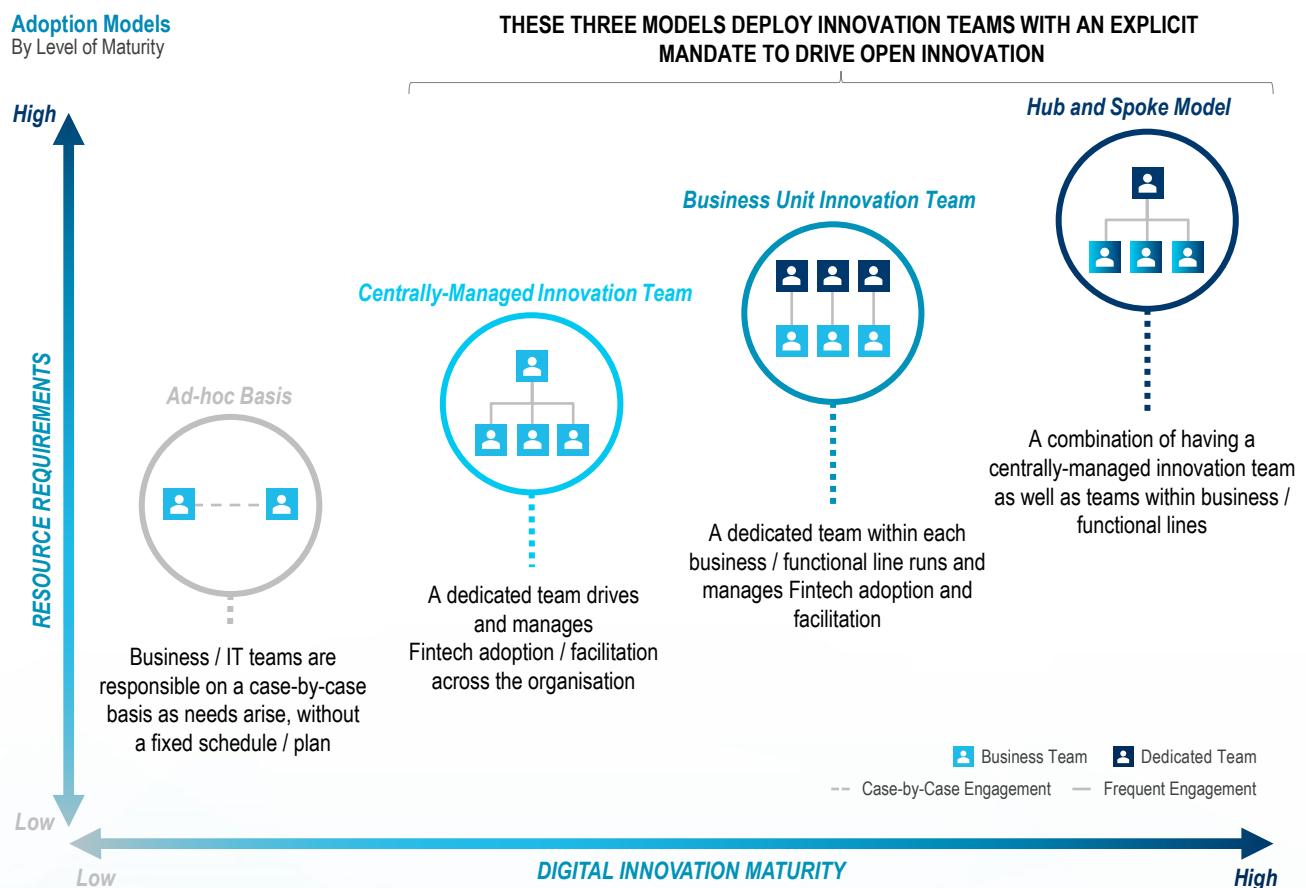 Adoption Models
By Level of Maturity
THESE THREE MODELS DEPLOY INNOVATION TEAMS WITH AN EXPLICIT
MANDATE TO DRIVE OPEN INNOVATION
High
Hub and Spoke Model
Business Unit Innovation Team
Centrally-Managed Innovation Team
Ad-hoc Basis
RESOURCE REQUIREMENTS
A combination of having a
centrally-managed innovation team
as well as teams within business /
functional lines
A dedicated team within each
business / functional line runs and
manages Fintech adoption and
facilitation
A dedicated team drives
and manages
Fintech adoption / facilitation
across the organisation
Business / IT teams are
responsible on a case-by-case
basis as needs arise, without
a fixed schedule / plan
Business Team
Dedicated Team
Case-by-Case Engagement
Frequent Engagement
Low
Low
DIGITAL INNOVATION MATURITY
High